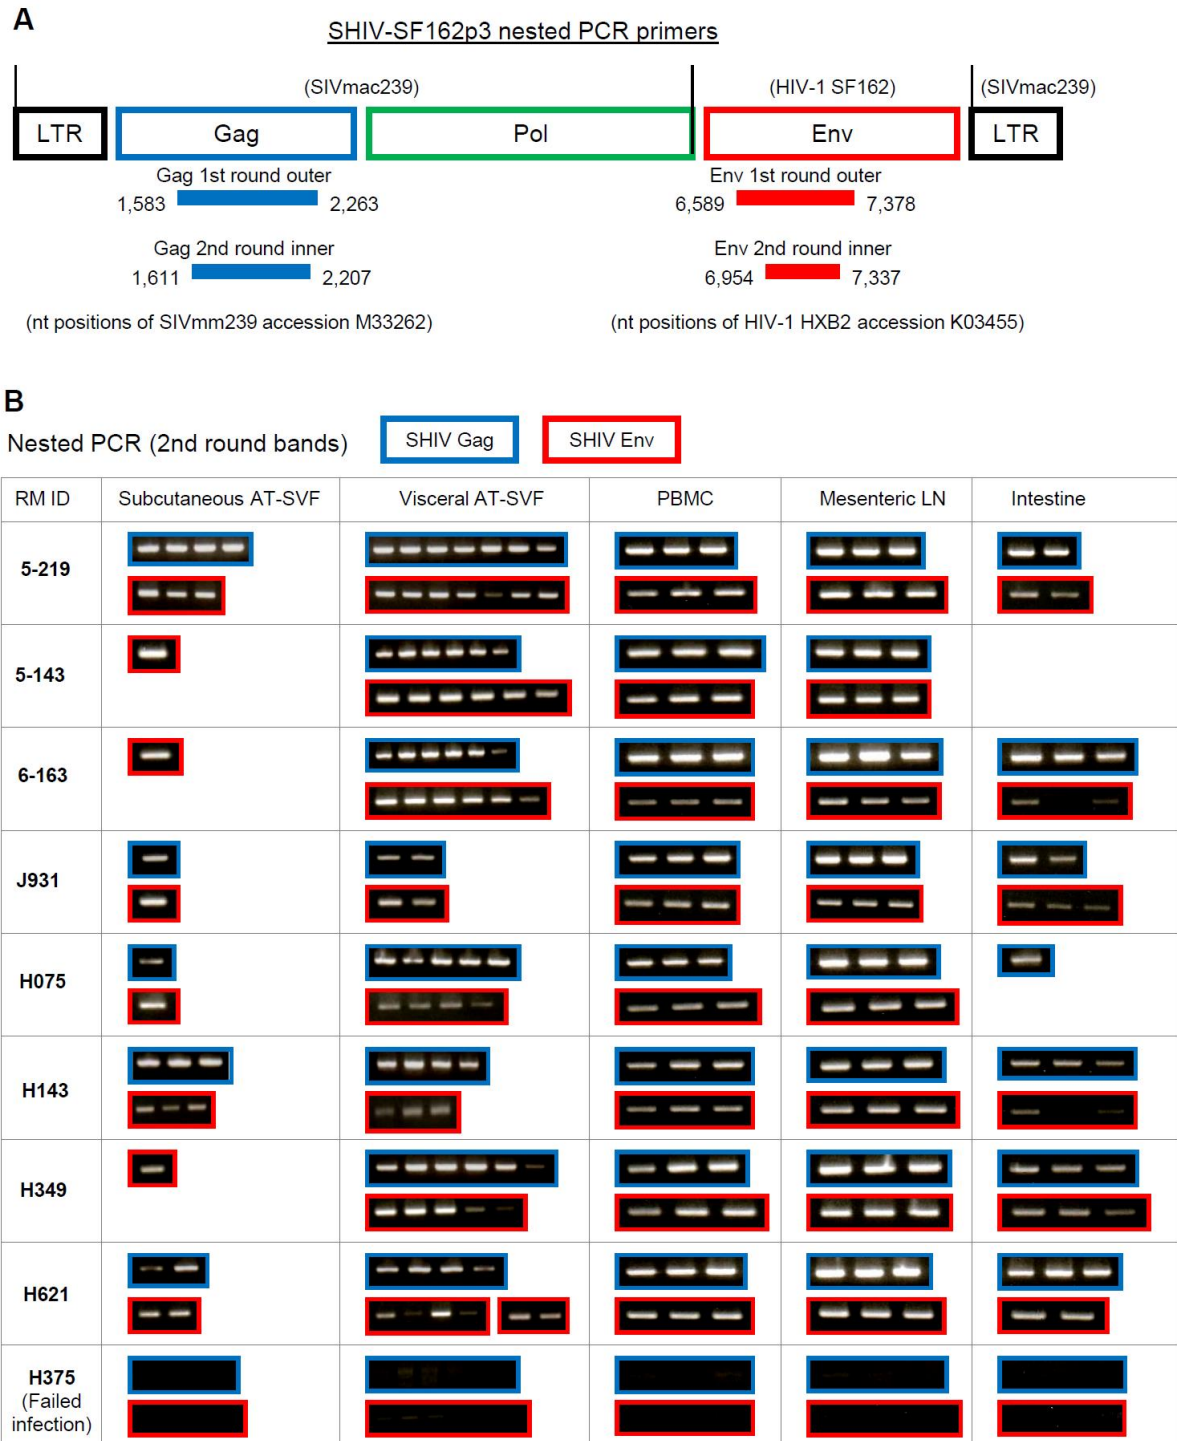 A
SHIV-SF162p3 nested PCR primers
(SIVmac239) (HIV-1 SF162) (SIVmac239)
LTR Gag Pol Env LTR
Gag 1st round outer Env 1st round outer
1,583 2,263 6,589 7,378
Gag 2nd round inner Env 2nd round inner
1,611 2,207 6,954 7,337
(nt positions of SIVmm239 accession M33262) (nt positions of HIV-1 HXB2 accession K03455)
B
Nested PCR (2nd round bands) SHIV Gag SHIV Env
RM ID Subcutaneous AT-SVF Visceral AT-SVF PBMC Mesenteric LN Intestine
5-219
5-143
6-163
J931
H075
H143
H349
H621
H375
(Failed
infection)